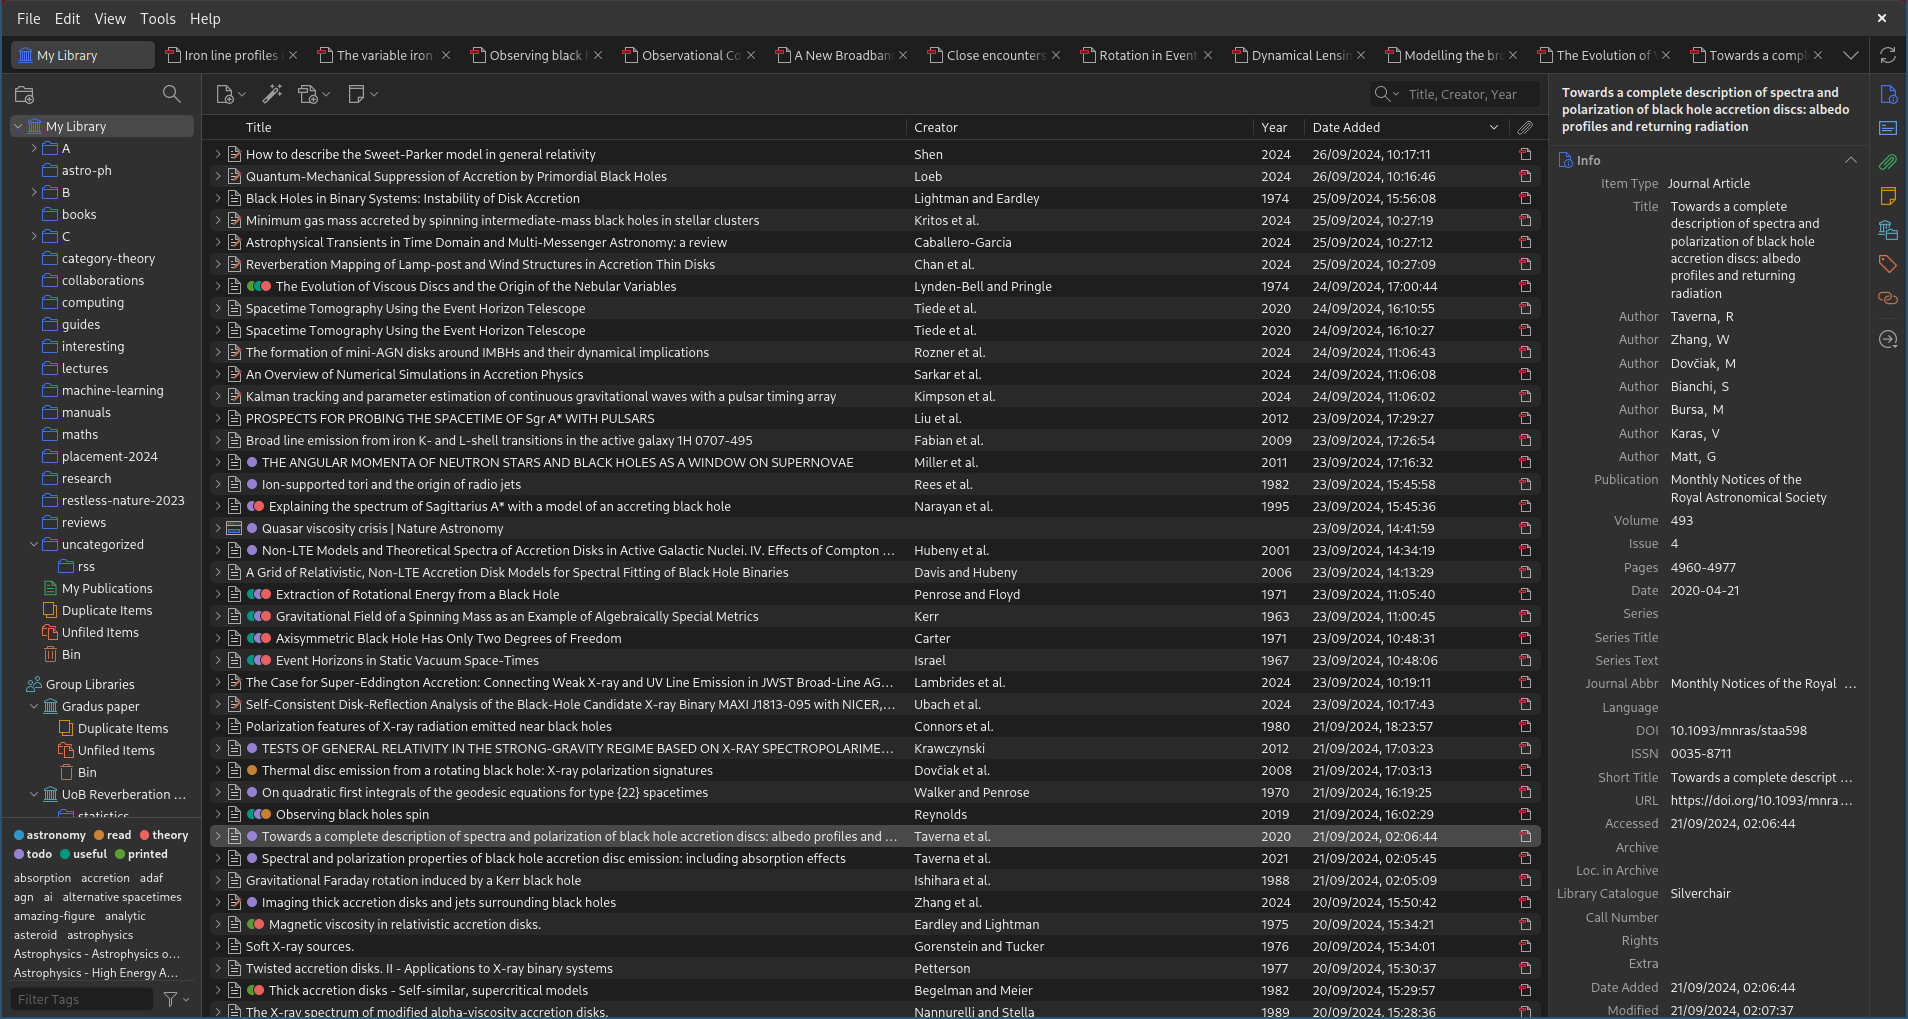 File Edit View Tools Help
My Library Iron line profiles The variable iron Observing black Observational Co A New Broadban Close encounters Rotation in Event Dynamical Lensin Modelling the bro The Evolution of Towards a compl
Title, Creator, Year
My Library
A
astro-ph
B
books
C
category-theory
collaborations
computing
guides
interesting
lectures
machine-learning
manuals
maths
placement-2024
research
restless-nature-2023
reviews
uncategorized
rss
My Publications
Duplicate Items
Unfiled Items
Bin
Group Libraries
Gradus paper
Duplicate Items
Unfiled Items
Bin
UoB Reverberation ...
statistics
astronomy read theory
todo useful printed
absorption accretion adaf
agn ai alternative spacetimes
amazing-figure analytic
asteroid astrophysics
Astrophysics - Astrophysics o...
Astrophysics - High Energy A...
Filter Tags
Title Creator Year Date Added
How to describe the Sweet-Parker model in general relativity Shen 2024 26/09/2024, 10:17:11
Quantum-Mechanical Suppression of Accretion by Primordial Black Holes Loeb 2024 26/09/2024, 10:16:46
Black Holes in Binary Systems: Instability of Disk Accretion Lightman and Eardley 1974 25/09/2024, 15:56:08
Minimum gas mass accreted by spinning intermediate-mass black holes in stellar clusters Kritos et al. 2024 25/09/2024, 10:27:19
Astrophysical Transients in Time Domain and Multi-Messenger Astronomy: a review Caballero-Garcia 2024 25/09/2024, 10:27:12
Reverberation Mapping of Lamp-post and Wind Structures in Accretion Thin Disks Chan et al. 2024 25/09/2024, 10:27:09
The Evolution of Viscous Discs and the Origin of the Nebular Variables Lynden-Bell and Pringle 1974 24/09/2024, 17:00:44
Spacetime Tomography Using the Event Horizon Telescope Tiede et al. 2020 24/09/2024, 16:10:55
Spacetime Tomography Using the Event Horizon Telescope Tiede et al. 2020 24/09/2024, 16:10:27
The formation of mini-AGN disks around IMBHs and their dynamical implications Rozner et al. 2024 24/09/2024, 11:06:43
An Overview of Numerical Simulations in Accretion Physics Sarkar et al. 2024 24/09/2024, 11:06:08
Kalman tracking and parameter estimation of continuous gravitational waves with a pulsar timing array Kimpson et al. 2024 24/09/2024, 11:06:02
PROSPECTS FOR PROBING THE SPACETIME OF Sgr A* WITH PULSARS Liu et al. 2012 23/09/2024, 17:29:27
Broad line emission from iron K- and L-shell transitions in the active galaxy 1H 0707-495 Fabian et al. 2009 23/09/2024, 17:26:54
THE ANGULAR MOMENTA OF NEUTRON STARS AND BLACK HOLES AS A WINDOW ON SUPERNOVAE Miller et al. 2011 23/09/2024, 17:16:32
Ion-supported tori and the origin of radio jets Rees et al. 1982 23/09/2024, 15:45:58
Explaining the spectrum of Sagittarius A* with a model of an accreting black hole Narayan et al. 1995 23/09/2024, 15:45:36
Quasar viscosity crisis | Nature Astronomy 23/09/2024, 14:41:59
Non-LTE Models and Theoretical Spectra of Accretion Disks in Active Galactic Nuclei. IV. Effects of Compton ... Hubeny et al. 2001 23/09/2024, 14:34:19
A Grid of Relativistic, Non-LTE Accretion Disk Models for Spectral Fitting of Black Hole Binaries Davis and Hubeny 2006 23/09/2024, 14:13:29
Extraction of Rotational Energy from a Black Hole Penrose and Floyd 1971 23/09/2024, 11:05:40
Gravitational Field of a Spinning Mass as an Example of Algebraically Special Metrics Kerr 1963 23/09/2024, 11:00:45
Axisymmetric Black Hole Has Only Two Degrees of Freedom Carter 1971 23/09/2024, 10:48:31
Event Horizons in Static Vacuum Space-Times Israel 1967 23/09/2024, 10:48:06
The Case for Super-Eddington Accretion: Connecting Weak X-ray and UV Line Emission in JWST Broad-Line AG... Lambrides et al. 2024 23/09/2024, 10:19:11
Self-Consistent Disk-Reflection Analysis of the Black-Hole Candidate X-ray Binary MAXI J1813-095 with NICER,... Ubach et al. 2024 23/09/2024, 10:17:43
Polarization features of X-ray radiation emitted near black holes Connors et al. 1980 21/09/2024, 18:23:57
TESTS OF GENERAL RELATIVITY IN THE STRONG-GRAVITY REGIME BASED ON X-RAY SPECTROPOLARIME... Krawczynski 2012 21/09/2024, 17:03:23
Thermal disc emission from a rotating black hole: X-ray polarization signatures Dovčiak et al. 2008 21/09/2024, 17:03:13
On quadratic first integrals of the geodesic equations for type {22} spacetimes Walker and Penrose 1970 21/09/2024, 16:19:25
Observing black holes spin Reynolds 2019 21/09/2024, 16:02:29
Towards a complete description of spectra and polarization of black hole accretion discs: albedo profiles and ... Taverna et al. 2020 21/09/2024, 02:06:44
Spectral and polarization properties of black hole accretion disc emission: including absorption effects Taverna et al. 2021 21/09/2024, 02:05:45
Gravitational Faraday rotation induced by a Kerr black hole Ishihara et al. 1988 21/09/2024, 02:05:09
Imaging thick accretion disks and jets surrounding black holes Zhang et al. 2024 20/09/2024, 15:50:42
Magnetic viscosity in relativistic accretion disks. Eardley and Lightman 1975 20/09/2024, 15:34:21
Soft X-ray sources. Gorenstein and Tucker 1976 20/09/2024, 15:34:01
Twisted accretion disks. II - Applications to X-ray binary systems Petterson 1977 20/09/2024, 15:30:37
Thick accretion disks - Self-similar, supercritical models Begelman and Meier 1982 20/09/2024, 15:29:57
The X-ray spectrum of modified alpha-viscosity accretion disks. Nannurelli and Stella 1989 20/09/2024, 15:28:36
Towards a complete description of spectra and
polarization of black hole accretion discs: albedo
profiles and returning radiation
Info
Item Type Journal Article
Title Towards a complete
description of spectra and
polarization of black hole
accretion discs: albedo
profiles and returning
radiation
Author Taverna, R
Author Zhang, W
Author Dovčiak, M
Author Bianchi, S
Author Bursa, M
Author Karas, V
Author Matt, G
Publication Monthly Notices of the
Royal Astronomical Society
Volume 493
Issue 4
Pages 4960-4977
Date 2020-04-21
Series
Series Title
Series Text
Journal Abbr Monthly Notices of the Royal ...
Language
DOI 10.1093/mnras/staa598
ISSN 0035-8711
Short Title Towards a complete descript ...
URL https://doi.org/10.1093/mnra...
Accessed 21/09/2024, 02:06:44
Archive
Loc. in Archive
Library Catalogue Silverchair
Call Number
Rights
Extra
Date Added 21/09/2024, 02:06:44
Modified 21/09/2024, 02:07:37